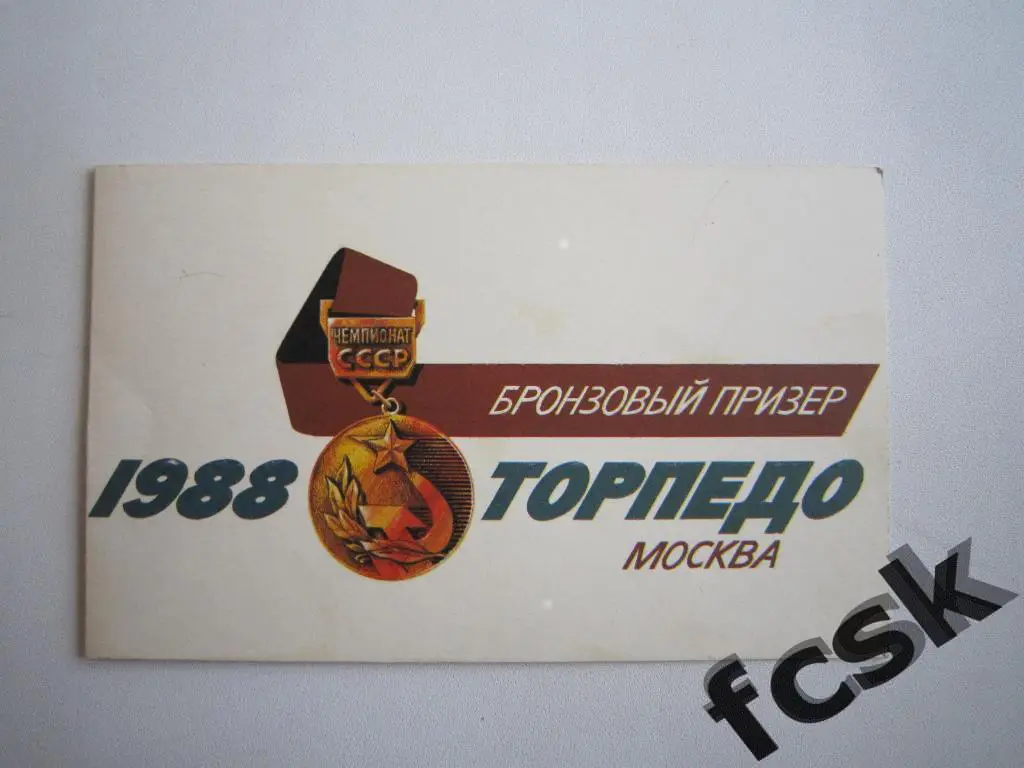 ЧЕМПИОНАТ
СССР
БРОНЗОВЫЙ ПРИЗЕР
1988 ТОРПЕДО
МОСКВА
fcsk